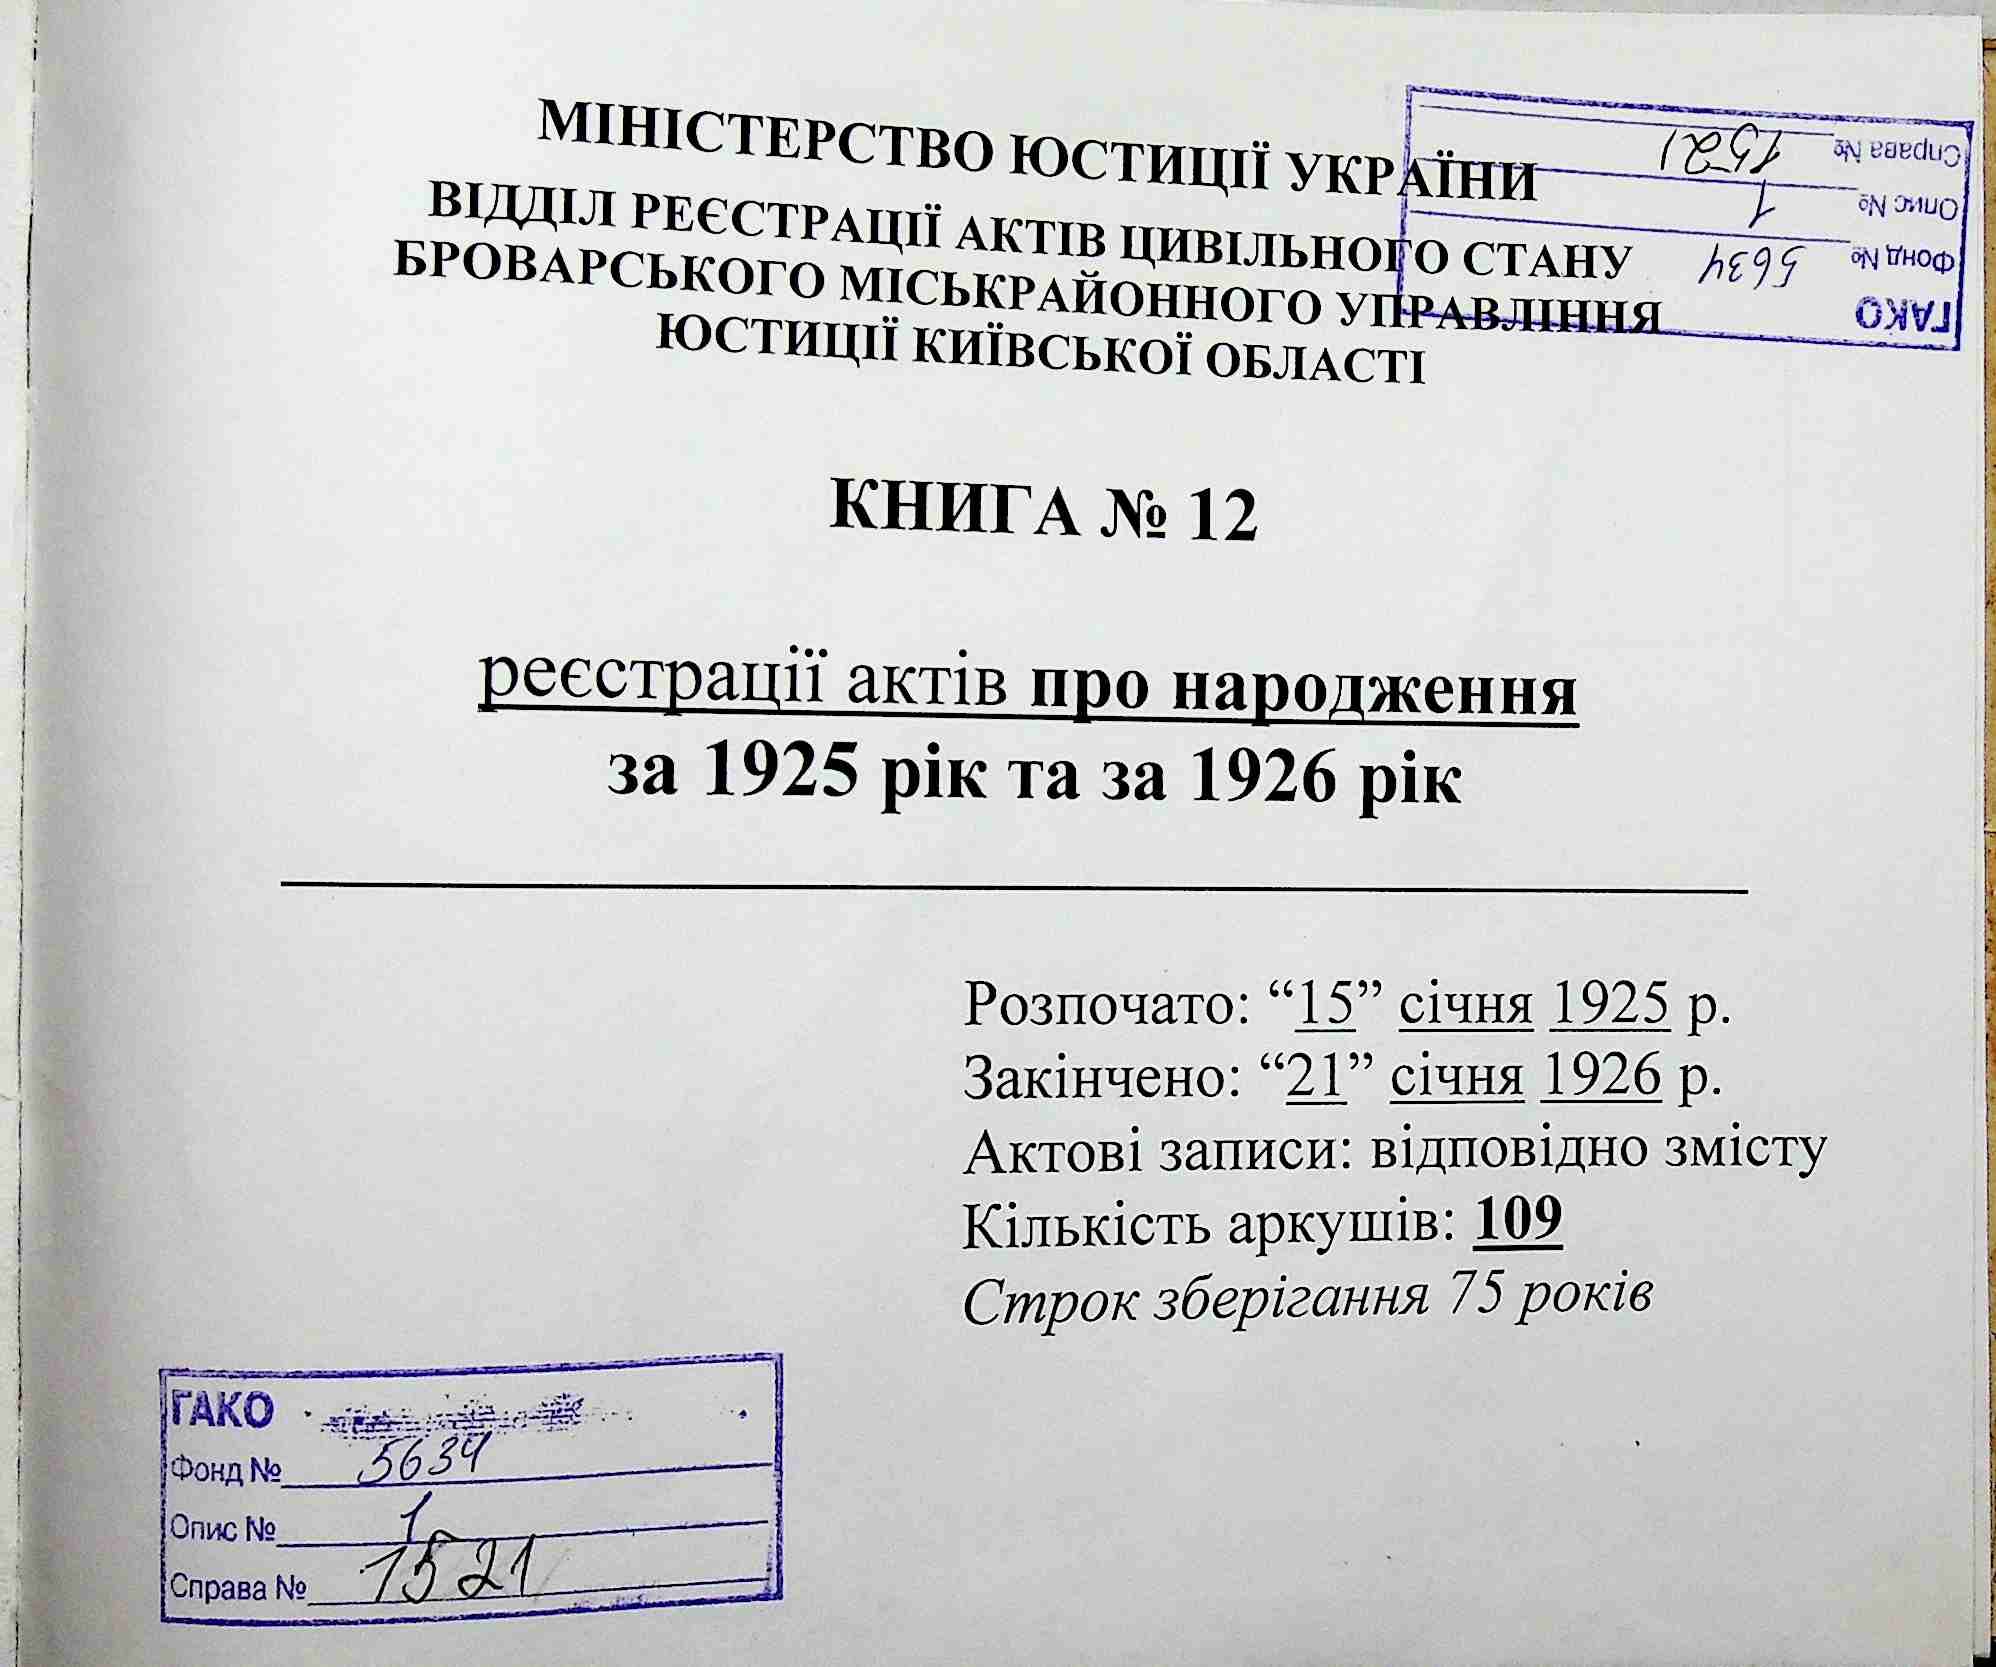 МІНІСТЕРСТВО ЮСТИЦІЇ УКРАЇНИ
ВІДДІЛ РЕЄСТРАЦІЇ АКТІВ ЦИВІЛЬНОГО СТАНУ
БРОВАРСЬКОГО МІСЬКРАЙОННОГО УПРАВЛІННЯ
ЮСТИЦІЇ КИЇВСЬКОЇ ОБЛАСТІ
ГАКО
Фонд № 5634
Опис № 1
Справа № 1521
КНИГА № 12
реєстрації актів про народження
за 1925 рік та за 1926 рік
Розпочато: “15” січня 1925 р.
Закінчено: “21” січня 1926 р.
Актові записи: відповідно змісту
Кількість аркушів: 109
Строк зберігання 75 років
ГАКО
Фонд № 5634
Опис № 1
Справа № 1521